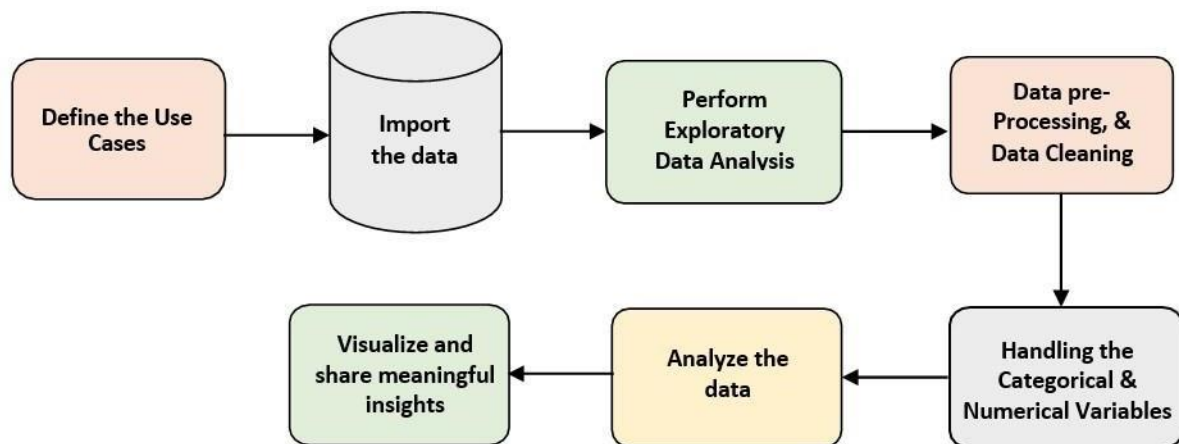 Define the Use
Cases
Import
the data
Perform
Exploratory
Data Analysis
Data pre-
Processing, &
Data Cleaning
Handling the
Categorical &
Numerical Variables
Analyze the
data
Visualize and
share meaningful
insights